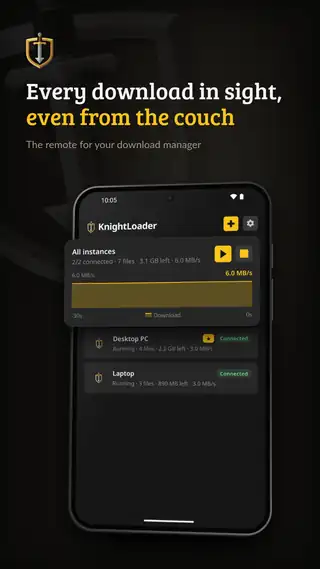 Every download in sight,
even from the couch
The remote for your download manager
10:05
KnightLoader
All instances
2/2 connected · 7 files · 3.1 GB left · 6.0 MB/s
6.0 MB/s
6.0 MB/s
-30s
Download
0s
Desktop PC
Connected
Running · 4 files · 2.2 GB left · 3.0 MB/s
Laptop
Connected
Running · 3 files · 890 MB left · 3.0 MB/s